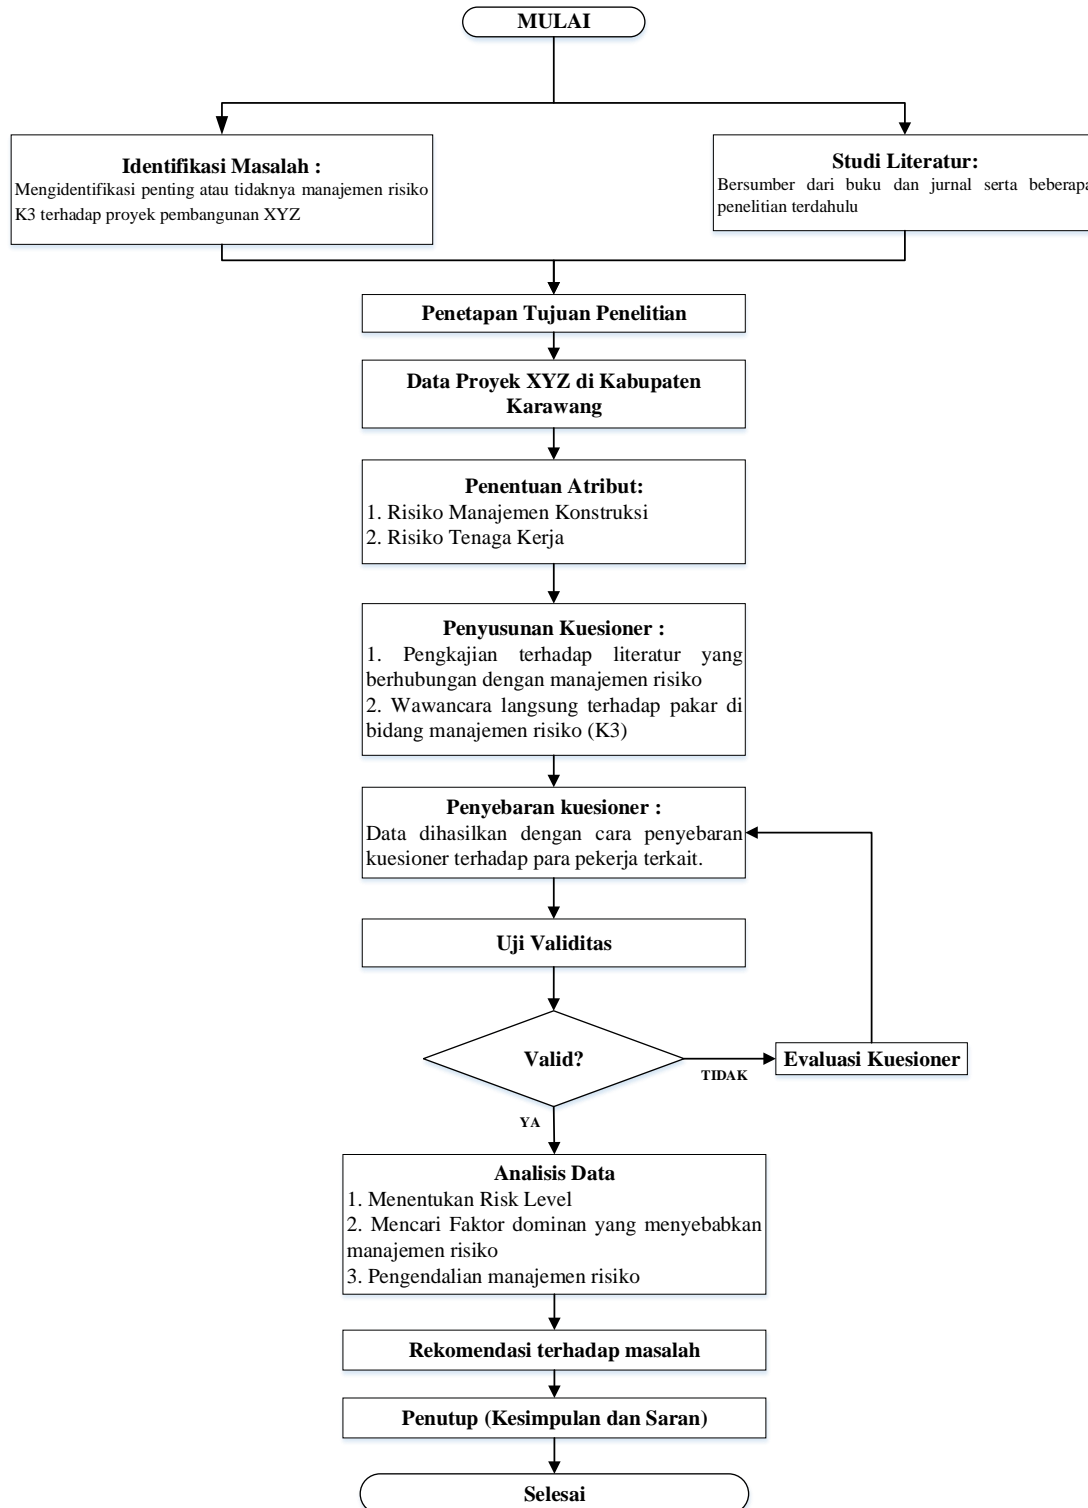 MULAI
Identifikasi Masalah :
Mengidentifikasi penting atau tidaknya manajemen risiko
K3 terhadap proyek pembangunan XYZ
Studi Literatur:
Bersumber dari buku dan jurnal serta beberapa
penelitian terdahulu
Penetapan Tujuan Penelitian
Data Proyek XYZ di Kabupaten
Karawang
Penentuan Atribut:
1. Risiko Manajemen Konstruksi
2. Risiko Tenaga Kerja
Penyusunan Kuesioner :
1. Pengkajian terhadap literatur yang
berhubungan dengan manajemen risiko
2. Wawancara langsung terhadap pakar di
bidang manajemen risiko (K3)
Penyebaran kuesioner :
Data dihasilkan dengan cara penyebaran
kuesioner terhadap para pekerja terkait.
Uji Validitas
Valid?
TIDAK
Evaluasi Kuesioner
YA
Analisis Data
1. Menentukan Risk Level
2. Mencari Faktor dominan yang menyebabkan
manajemen risiko
3. Pengendalian manajemen risiko
Rekomendasi terhadap masalah
Penutup (Kesimpulan dan Saran)
Selesai